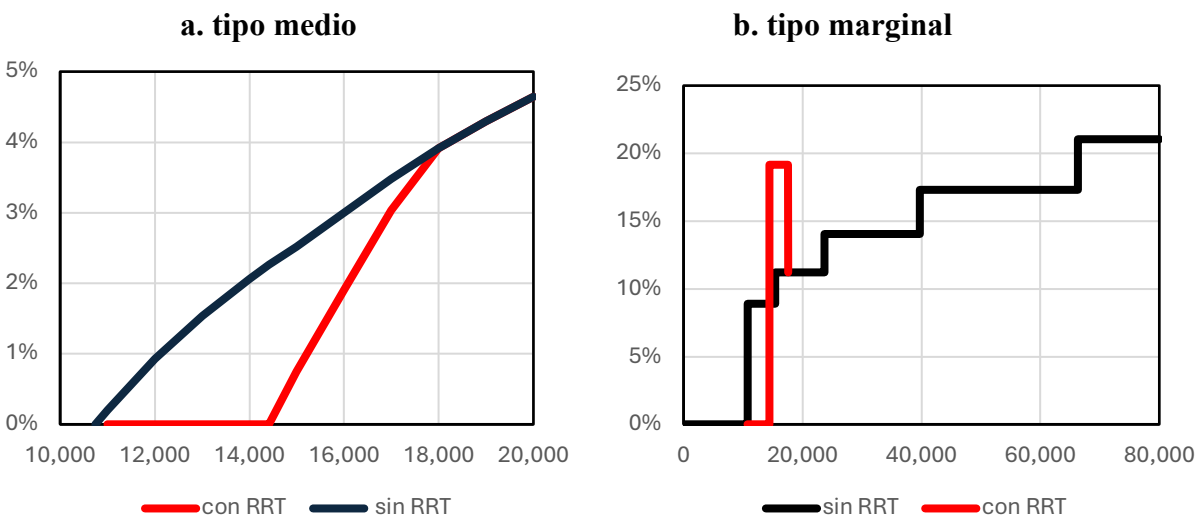 a. tipo medio
5%
4%
3%
2%
1%
0%
10,000 12,000 14,000 16,000 18,000 20,000
con RRT sin RRT
b. tipo marginal
25%
20%
15%
10%
5%
0%
0 20,000 40,000 60,000 80,000
sin RRT con RRT